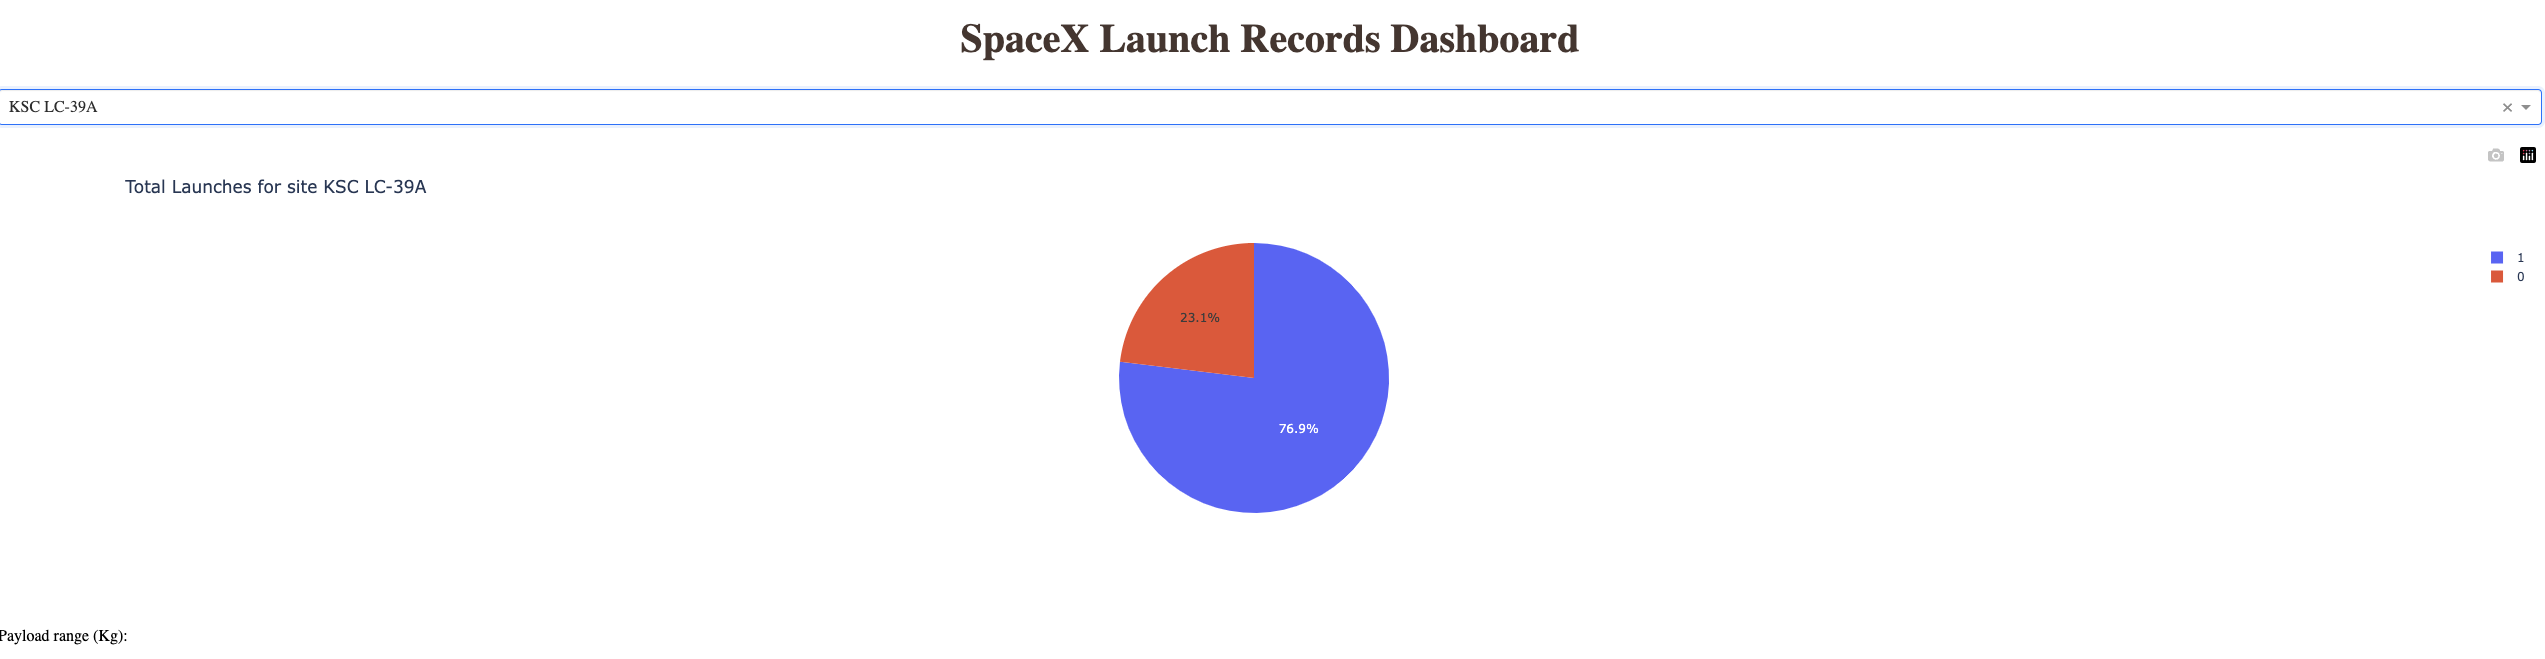 SpaceX Launch Records Dashboard
KSC LC-39A
Total Launches for site KSC LC-39A
1
0
23.1%
76.9%
Payload range (Kg):